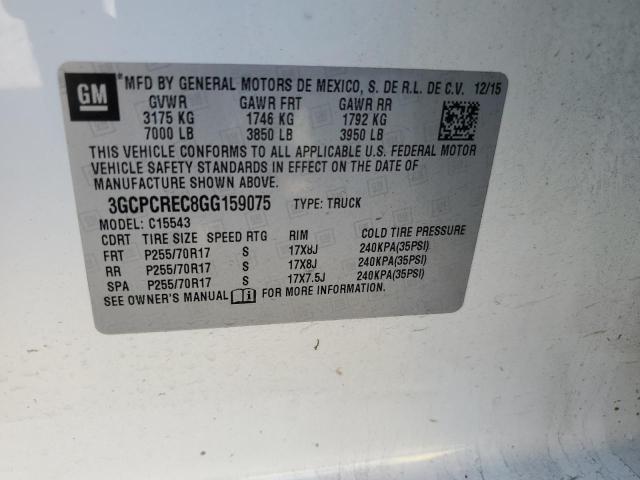 GM
*MFD BY GENERAL MOTORS DE MEXICO, S. DE R.L. DE C.V. 12/15
GVWR GAWR FRT GAWR RR
3175 KG 1746 KG 1792 KG
7000 LB 3850 LB 3950 LB
THIS VEHICLE CONFORMS TO ALL APPLICABLE U.S. FEDERAL MOTOR
VEHICLE SAFETY STANDARDS IN EFFECT ON THE DATE OF
MANUFACTURE SHOWN ABOVE.
3GCPCREC8GG159075 TYPE: TRUCK
MODEL: C15543
CDRT TIRE SIZE SPEED RTG RIM COLD TIRE PRESSURE
FRT P255/70R17 S 17X8J 240KPA(35PSI)
RR P255/70R17 S 17X8J 240KPA(35PSI)
SPA P255/70R17 S 17X7.5J 240KPA(35PSI)
SEE OWNER'S MANUAL FOR MORE INFORMATION.